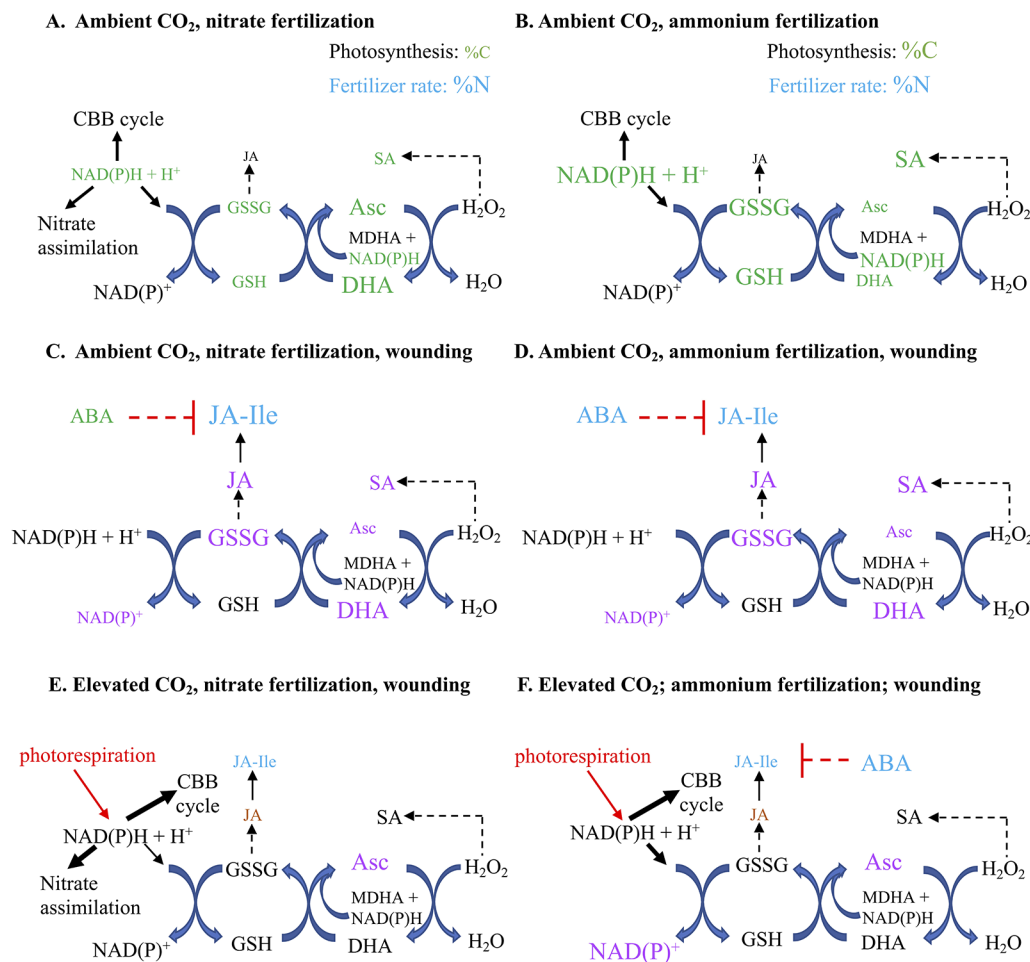 A. Ambient CO₂, nitrate fertilization
Photosynthesis: %C
Fertilizer rate: %N
CBB cycle
NAD(P)H + H⁺
Nitrate
assimilation
NAD(P)⁺
JA
GSSG
GSH
SA
Asc
MDHA +
NAD(P)H
DHA
H₂O₂
H₂O
B. Ambient CO₂, ammonium fertilization
Photosynthesis: %C
Fertilizer rate: %N
CBB cycle
NAD(P)H + H⁺
NAD(P)⁺
JA
GSSG
GSH
SA
Asc
MDHA +
NAD(P)H
DHA
H₂O₂
H₂O
C. Ambient CO₂, nitrate fertilization, wounding
ABA
JA-Ile
JA
SA
NAD(P)H + H⁺
GSSG
Asc
H₂O₂
MDHA +
NAD(P)H
NAD(P)⁺
GSH
DHA
H₂O
D. Ambient CO₂, ammonium fertilization, wounding
ABA
JA-Ile
JA
SA
NAD(P)H + H⁺
GSSG
Asc
H₂O₂
MDHA +
NAD(P)H
NAD(P)⁺
GSH
DHA
H₂O
E. Elevated CO₂, nitrate fertilization, wounding
photorespiration
JA-Ile
CBB
cycle
JA
SA
NAD(P)H + H⁺
GSSG
Asc
H₂O₂
Nitrate
assimilation
MDHA +
NAD(P)H
NAD(P)⁺
GSH
DHA
H₂O
F. Elevated CO₂; ammonium fertilization; wounding
photorespiration
JA-Ile
ABA
CBB
cycle
JA
SA
NAD(P)H + H⁺
GSSG
Asc
H₂O₂
MDHA +
NAD(P)H
NAD(P)⁺
GSH
DHA
H₂O